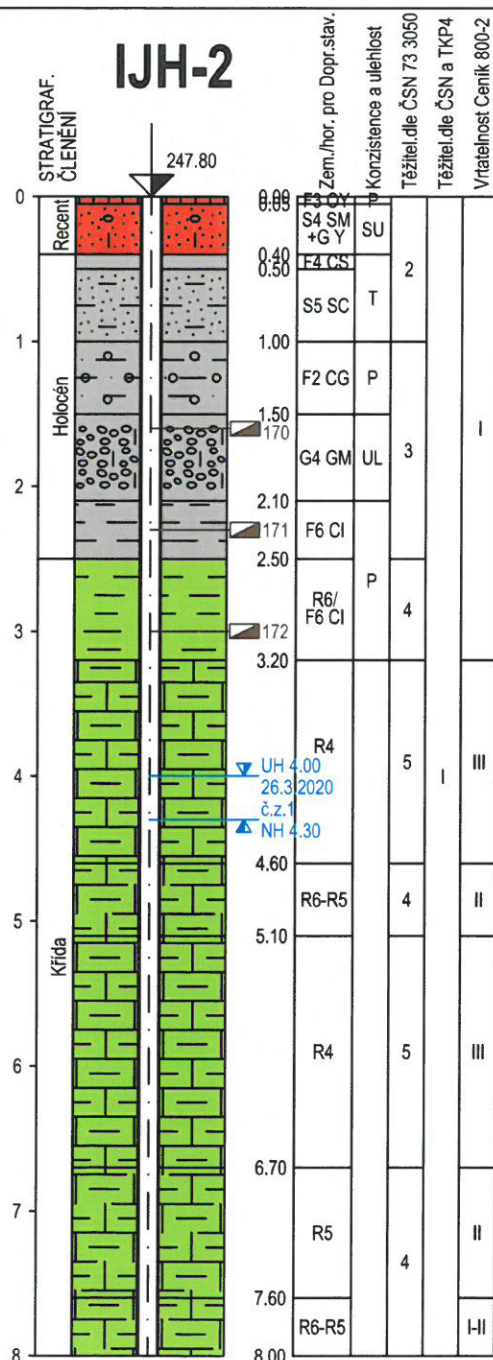 IJH-2
STRATIGRAF.
ČLENĚNÍ
Zem./hor. pro Dopr.stav.
Konzistence a ulehlost
Těžitel.dle ČSN 73 3050
Těžitel.dle ČSN a TKP4
Vrtatelnost Ceník 800-2
247.80
0
0.00
0.05
F3 OY
P
Recent
S4 SM
+G Y
SU
2
0.40
F4 CS
0.50
S5 SC
T
1
1.00
Holocén
F2 CG
P
3
I
1.50
170
G4 GM
UL
2
2.10
171
F6 CI
P
2.50
R6/
F6 CI
4
3
172
3.20
R4
5
I
III
4
UH 4.00
26.3.2020
č.z.1
NH 4.30
4.60
R6-R5
4
II
5
5.10
Křída
R4
5
III
6
6.70
R5
4
II
7
7.60
R6-R5
I-II
8
8.00